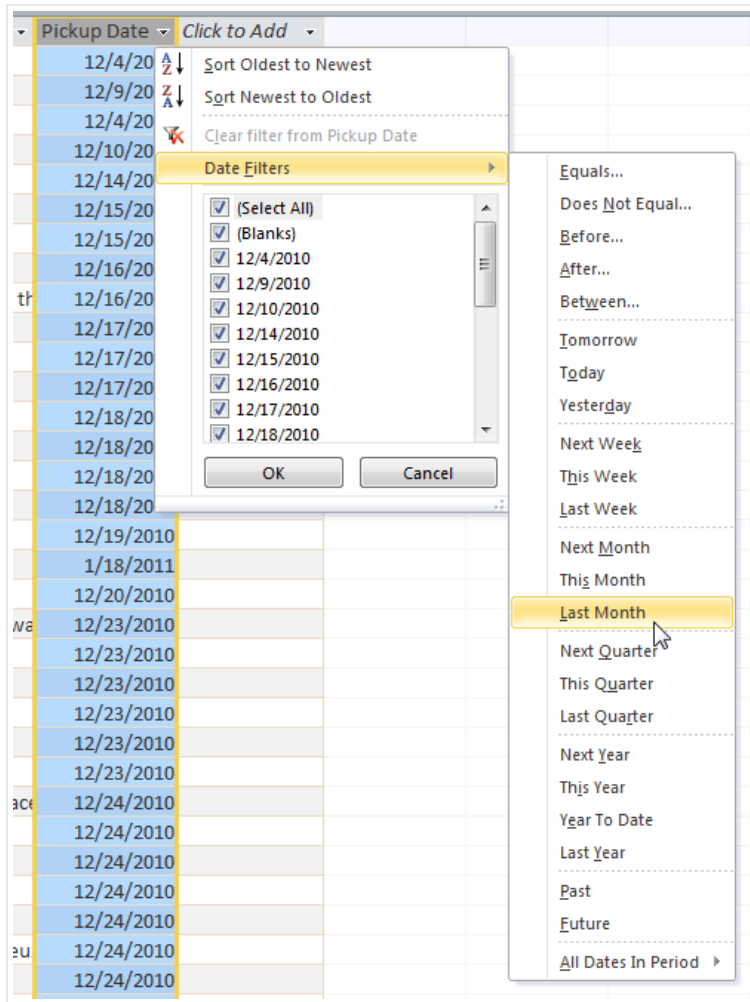 Pickup Date Click to Add
12/4/20
12/9/20
12/4/20
12/10/20
12/14/20
12/15/20
12/15/20
12/16/20
th 12/16/20
12/17/20
12/17/20
12/17/20
12/18/20
12/18/20
12/18/20
12/18/20
12/19/2010
1/18/2011
12/20/2010
wa 12/23/2010
12/23/2010
12/23/2010
12/23/2010
12/23/2010
12/23/2010
ace 12/24/2010
12/24/2010
12/24/2010
12/24/2010
12/24/2010
eu 12/24/2010
12/24/2010
Sort Oldest to Newest
Sort Newest to Oldest
Clear filter from Pickup Date
Date Filters
(Select All)
(Blanks)
12/4/2010
12/9/2010
12/10/2010
12/14/2010
12/15/2010
12/16/2010
12/17/2010
12/18/2010
OK Cancel
Equals...
Does Not Equal...
Before...
After...
Between...
Tomorrow
Today
Yesterday
Next Week
This Week
Last Week
Next Month
This Month
Last Month
Next Quarter
This Quarter
Last Quarter
Next Year
This Year
Year To Date
Last Year
Past
Future
All Dates In Period